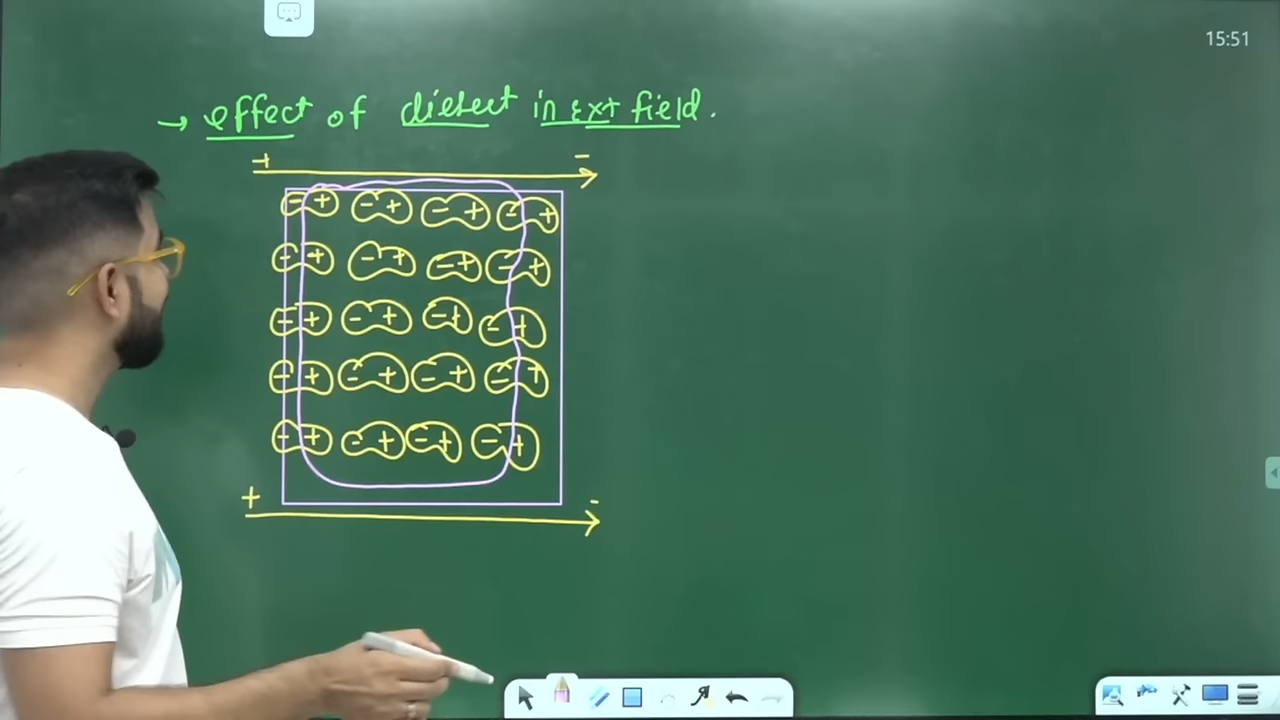 15:51
→ effect of dielect in ext field.
+ -
- + - + - + - +
- + - + - + - +
- + - + - + - +
- + - + - + - +
- + - + - + - +
+ -